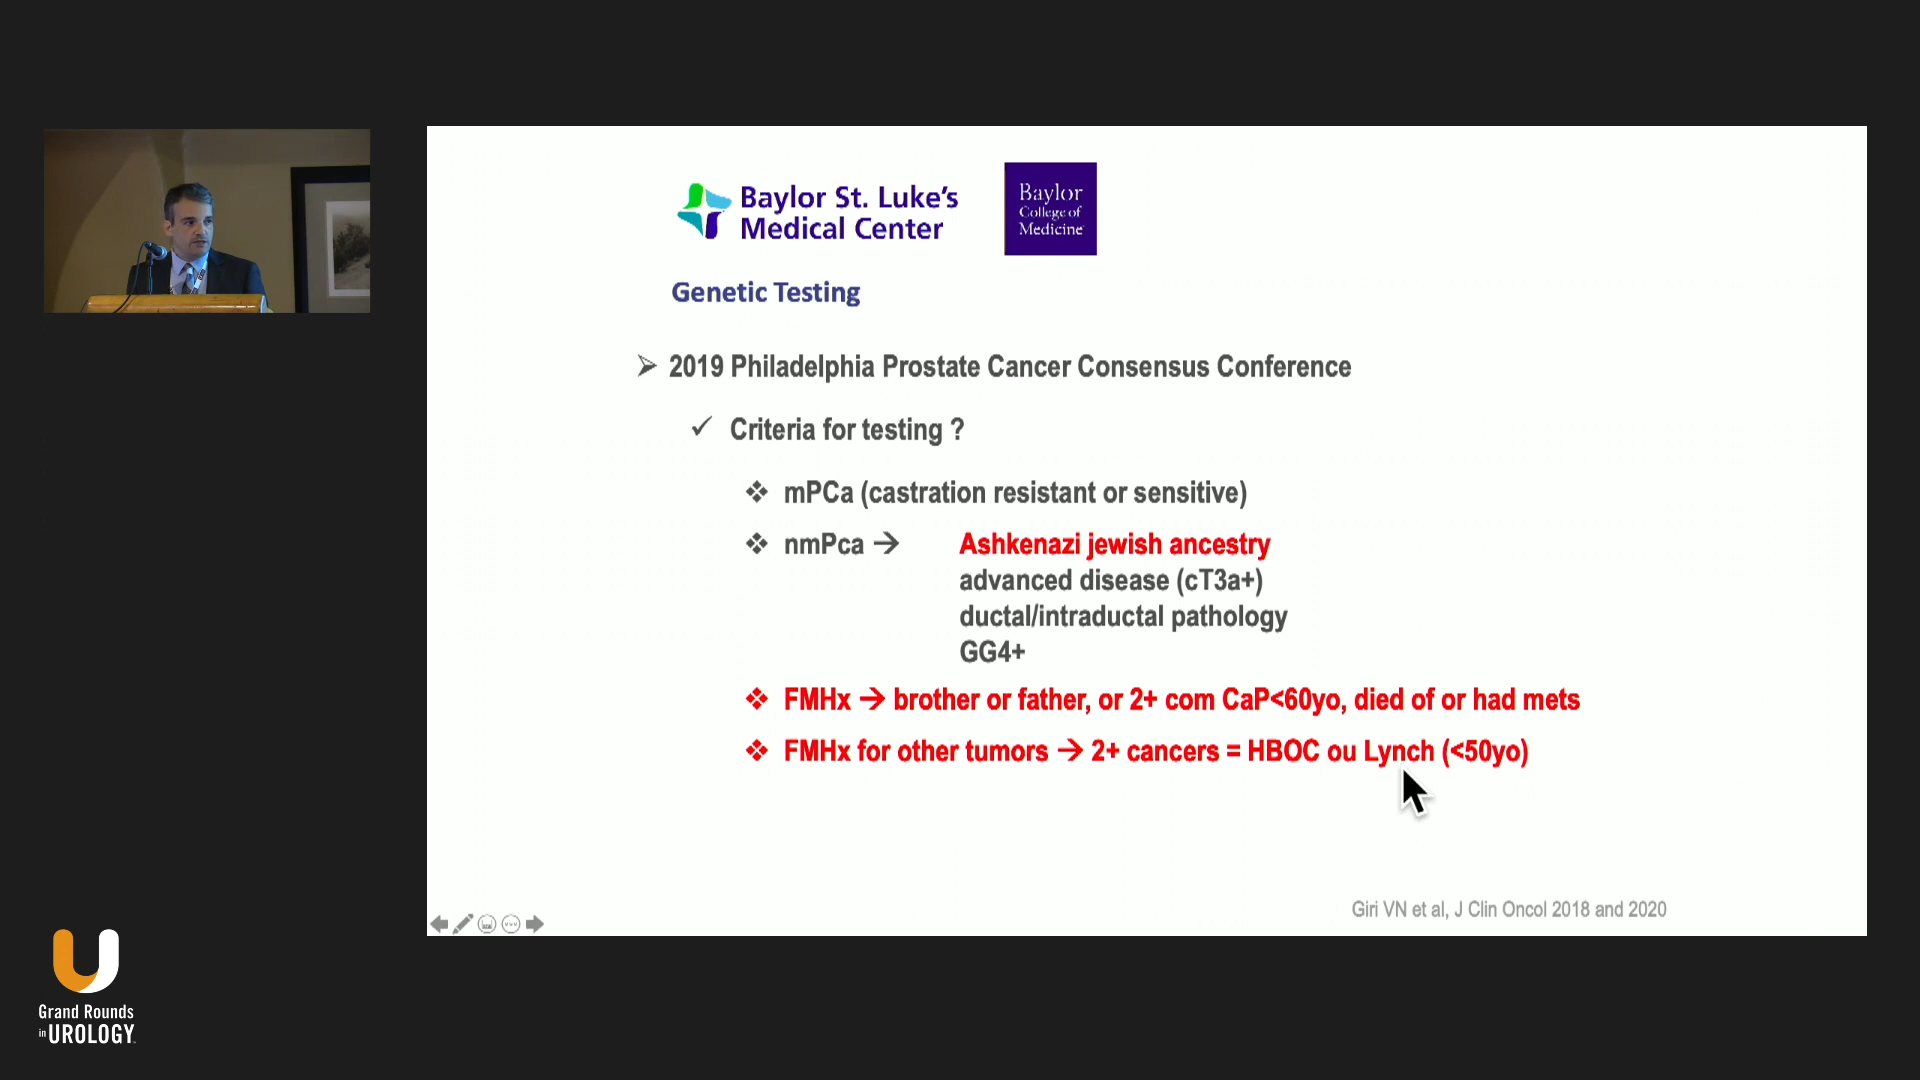 Baylor St. Luke's
Medical Center
Baylor
College of
Medicine
Genetic Testing
2019 Philadelphia Prostate Cancer Consensus Conference
Criteria for testing ?
mPCa (castration resistant or sensitive)
nmPca → Ashkenazi jewish ancestry
advanced disease (cT3a+)
ductal/intraductal pathology
GG4+
FMHx → brother or father, or 2+ com CaP<60yo, died of or had mets
FMHx for other tumors → 2+ cancers = HBOC ou Lynch (<50yo)
Giri VN et al, J Clin Oncol 2018 and 2020
Grand Rounds
in UROLOGY